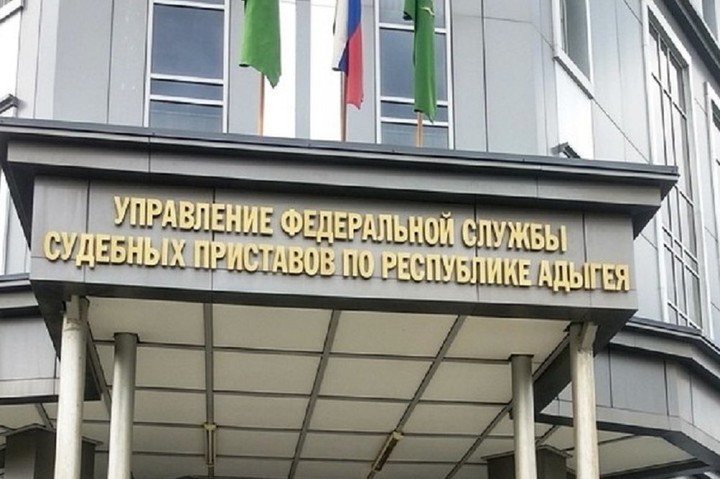 УПРАВЛЕНИЕ ФЕДЕРАЛЬНОЙ СЛУЖБЫ
СУДЕБНЫХ ПРИСТАВОВ ПО РЕСПУБЛИКЕ АДЫГЕЯ